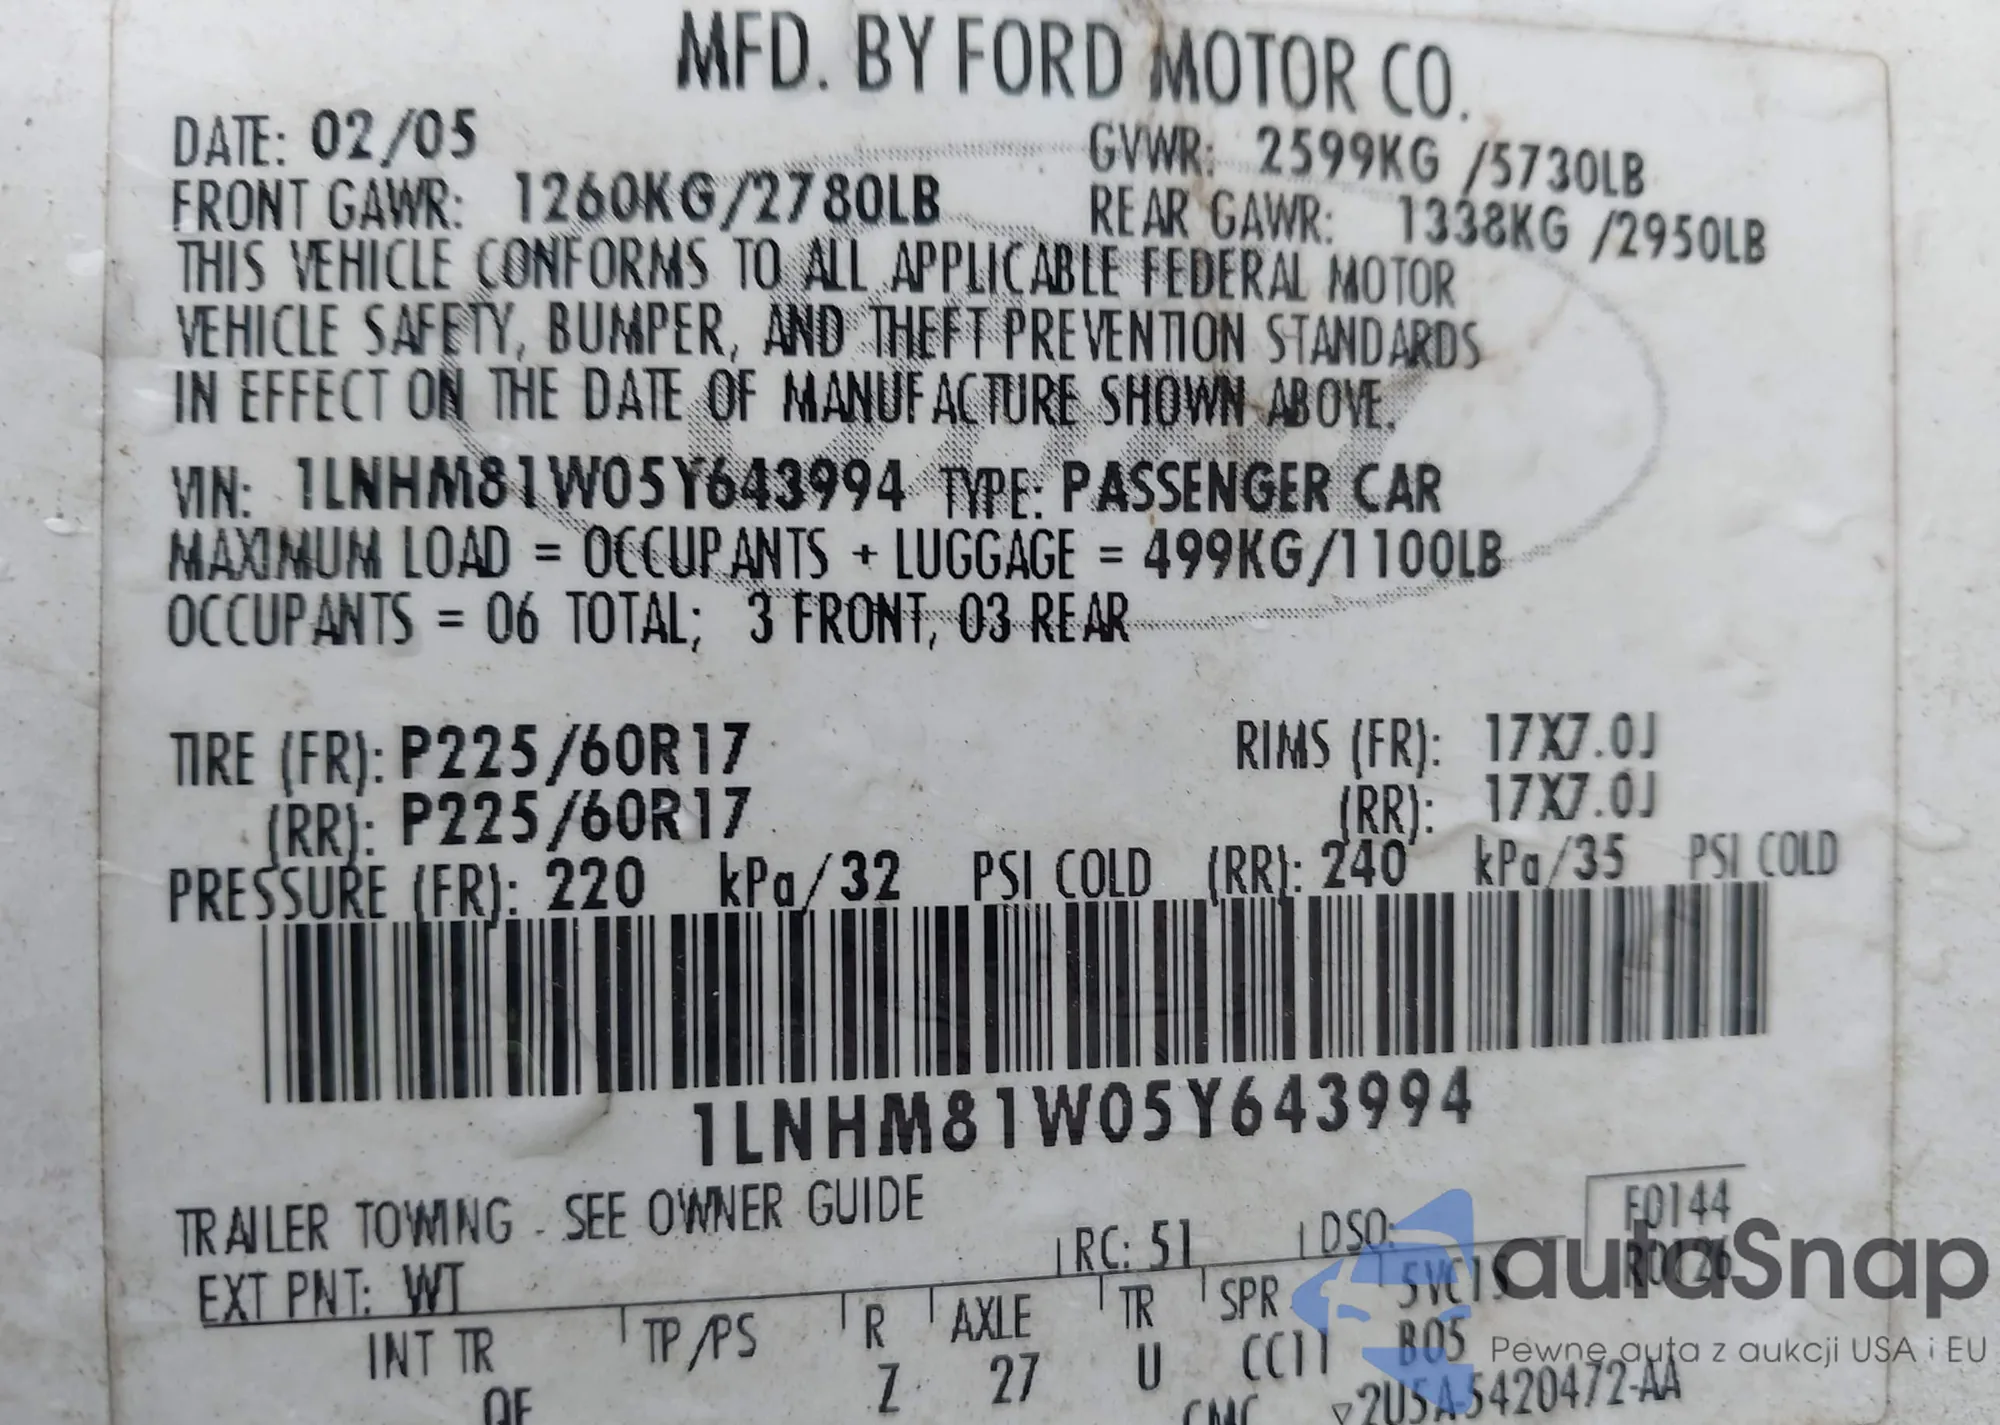 MFD. BY FORD MOTOR CO.
DATE: 02/05 GVWR: 2599KG /5730LB
FRONT GAWR: 1260KG/2780LB REAR GAWR: 1338KG /2950LB
THIS VEHICLE CONFORMS TO ALL APPLICABLE FEDERAL MOTOR
VEHICLE SAFETY, BUMPER, AND THEFT PREVENTION STANDARDS
IN EFFECT ON THE DATE OF MANUFACTURE SHOWN ABOVE.
VIN: 1LNHM81W05Y643994 TYPE: PASSENGER CAR
MAXIMUM LOAD = OCCUPANTS + LUGGAGE = 499KG/1100LB
OCCUPANTS = 06 TOTAL; 3 FRONT, 03 REAR
TIRE (FR): P225/60R17 RIMS (FR): 17X7.0J
(RR): P225/60R17 (RR): 17X7.0J
PRESSURE (FR): 220 kPa/32 PSI COLD (RR): 240 kPa/35 PSI COLD
1LNHM81W05Y643994
TRAILER TOWING - SEE OWNER GUIDE
EXT PNT: WT RC: 51 DSO: F0144
R0126
INT TR TP/PS R AXLE TR SPR 5VC15
Z 27 U CC11 B05
2U5A5420472-AA
autoSnap
Pewne auta z aukcji USA i EU